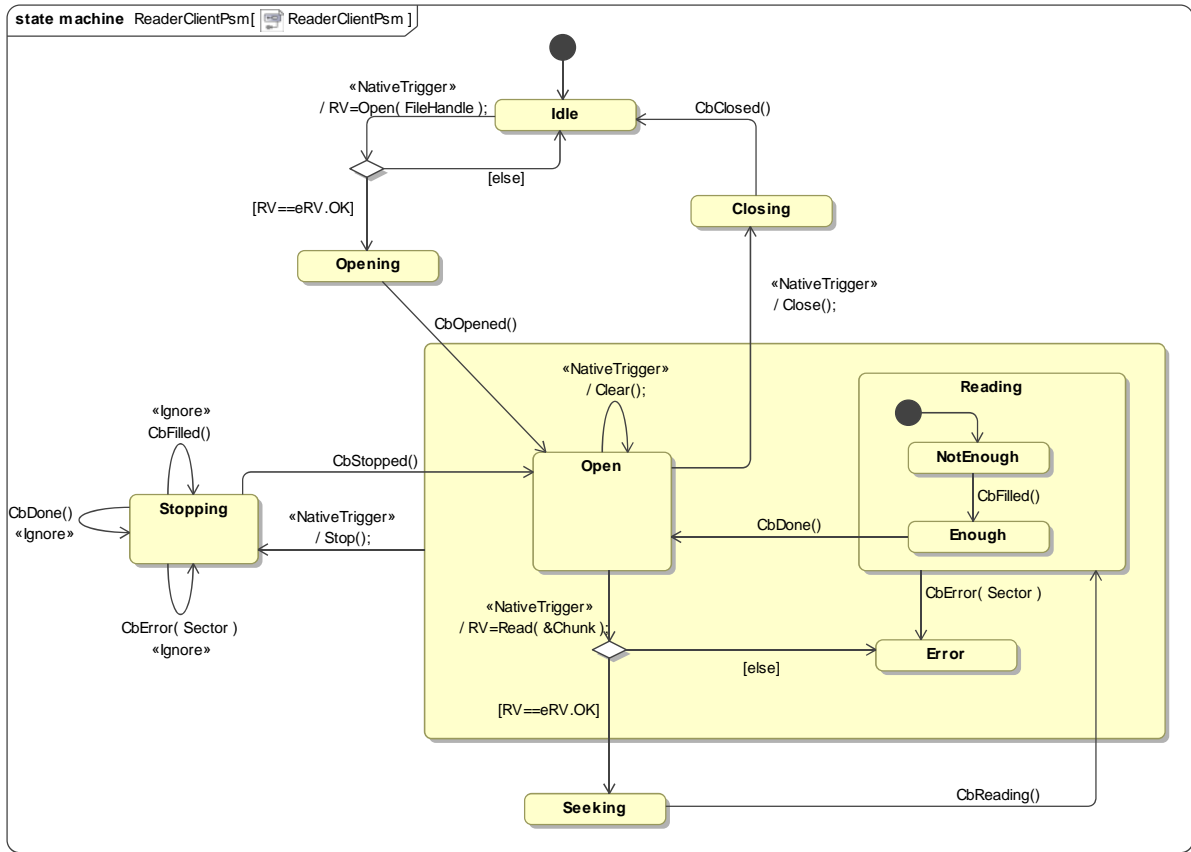 state machine ReaderClientPsm[ ReaderClientPsm ]
«NativeTrigger»
/ RV=Open( FileHandle );
Idle
CbClosed()
[else]
[RV==eRV.OK]
Closing
Opening
«NativeTrigger»
/ Close();
CbOpened()
«NativeTrigger»
/ Clear();
Reading
«Ignore»
CbFilled()
CbStopped()
Open
NotEnough
CbFilled()
Stopping
CbDone()
«Ignore»
«NativeTrigger»
/ Stop();
CbDone()
Enough
CbError( Sector )
«NativeTrigger»
/ RV=Read( &Chunk );
CbError( Sector )
«Ignore»
Error
[else]
[RV==eRV.OK]
Seeking
CbReading()